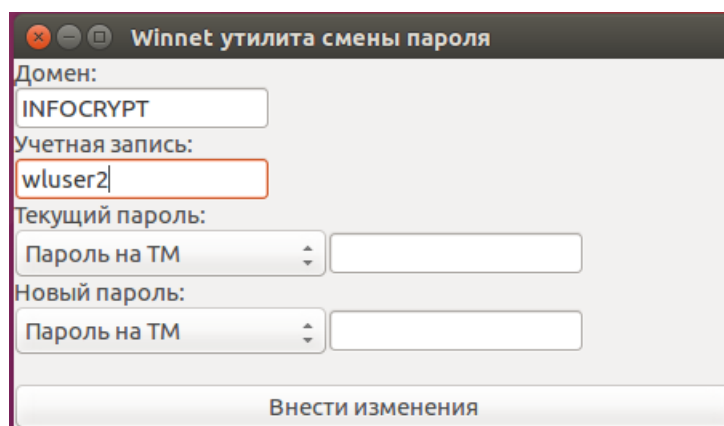 Winnet утилита смены пароля
Домен:
INFOCRYPT
Учетная запись:
wluser2
Текущий пароль:
Пароль на ТМ
Новый пароль:
Пароль на ТМ
Внести изменения